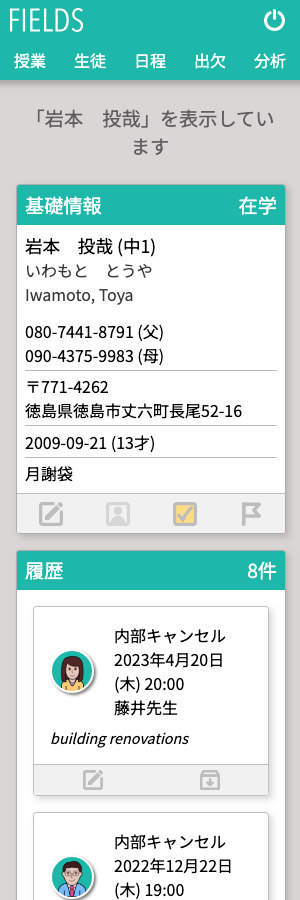 FIELDS
授業 生徒 日程 出欠 分析
「岩本　投哉」を表示してい
ます
基礎情報 在学
岩本　投哉 (中1)
いわもと　とうや
Iwamoto, Toya
080-7441-8791 (父)
090-4375-9983 (母)
〒771-4262
徳島県徳島市丈六町長尾52-16
2009-09-21 (13才)
月謝袋
履歴 8件
内部キャンセル
2023年4月20日
(木) 20:00
藤井先生
building renovations
内部キャンセル
2022年12月22日
(木) 19:00